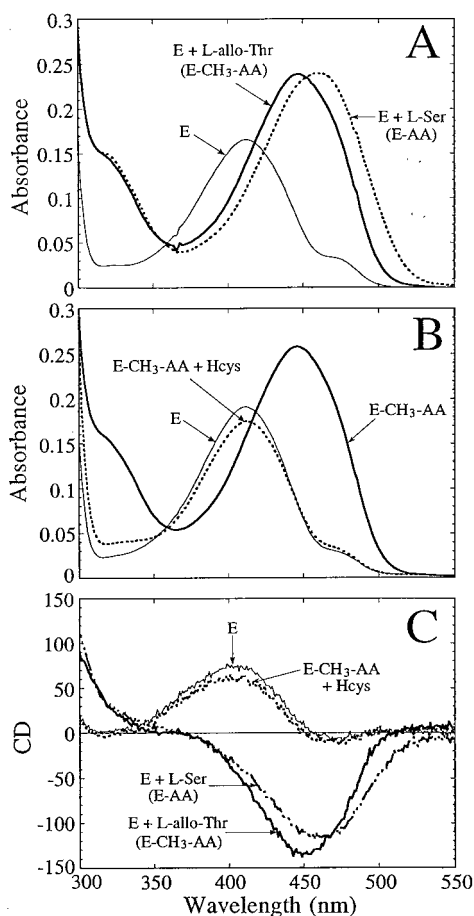 A
0.3
0.25
0.2
0.15
0.1
0.05
0
Absorbance
E + L-allo-Thr
(E-CH₃-AA)
E
E + L-Ser
(E-AA)
B
0.3
0.25
0.2
0.15
0.1
0.05
0
Absorbance
E-CH₃-AA + Hcys
E
E-CH₃-AA
C
150
100
50
0
-50
-100
-150
CD
E
E-CH₃-AA
+ Hcys
E + L-Ser
(E-AA)
E + L-allo-Thr
(E-CH₃-AA)
300 350 400 450 500 550
Wavelength (nm)